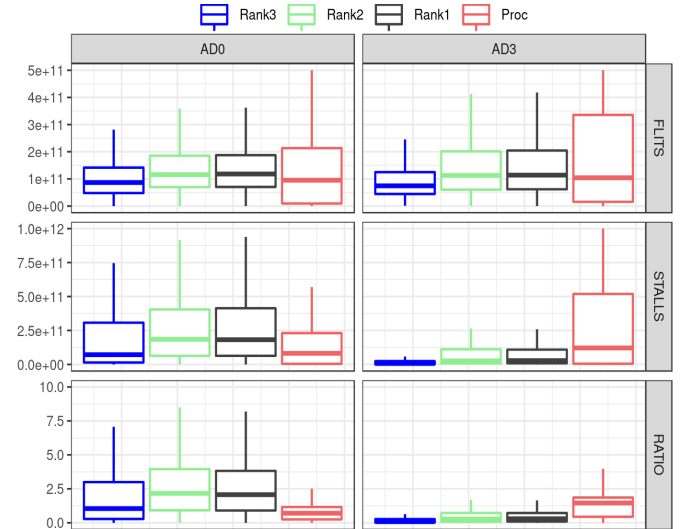 Rank3 Rank2 Rank1 Proc
AD0 AD3
5e+11
4e+11
3e+11
2e+11
1e+11
0e+00
FLITS
1.0e+12
7.5e+11
5.0e+11
2.5e+11
0.0e+00
STALLS
10.0
7.5
5.0
2.5
0.0
RATIO